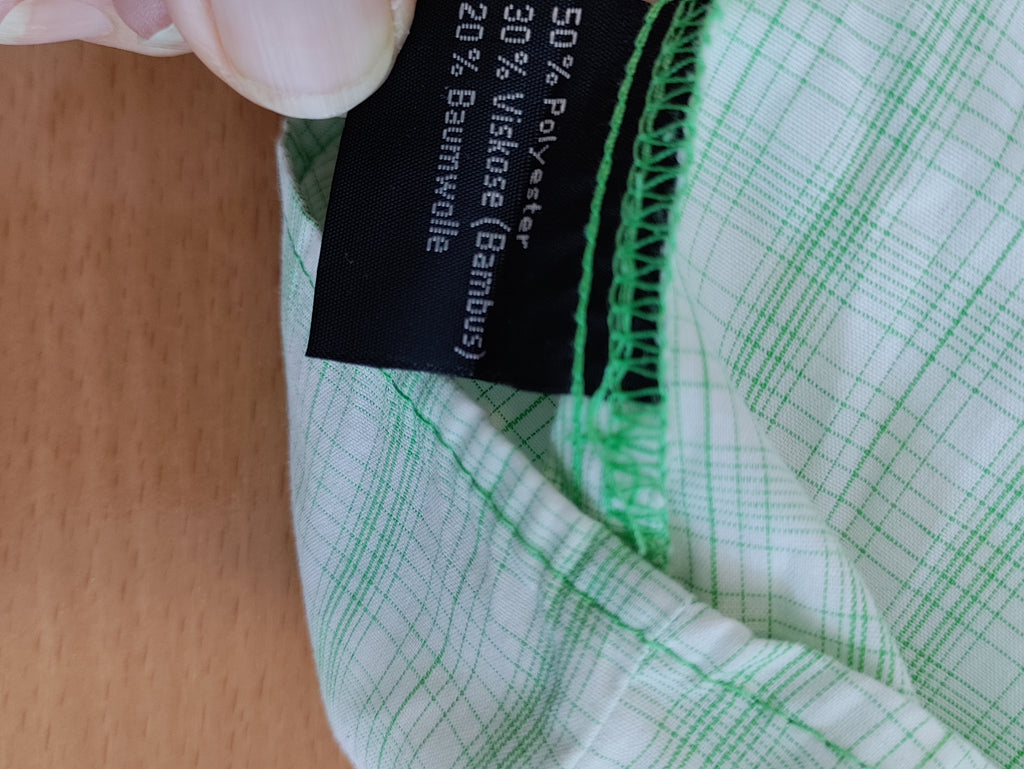 50% Polyester
30% Viskose (Bambus)
20% Baumwolle